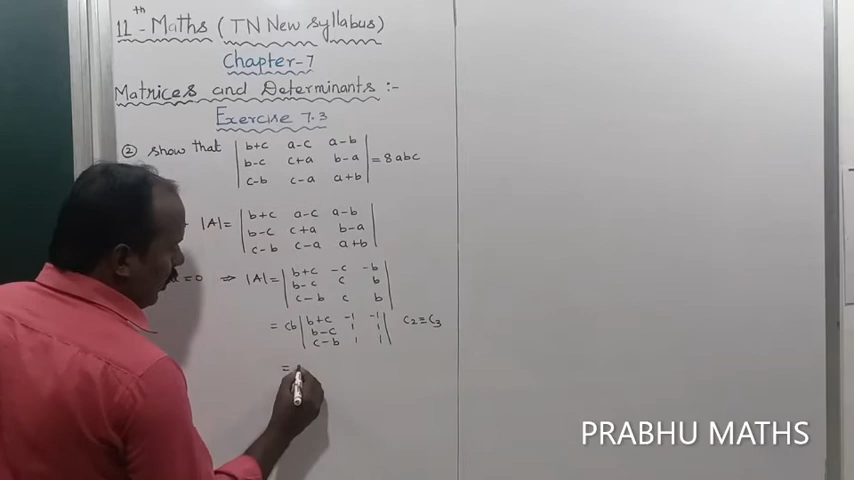 11th - Maths ( TN New syllabus)
Chapter-7
Matrices and Determinants :-
Exercise 7.3
② show that | b+c a-c a-b |
| b-c c+a b-a | = 8abc
| c-b c-a a+b |
|A| = | b+c a-c a-b |
| b-c c+a b-a |
| c-b c-a a+b |
a=0 ⇒ |A| = | b+c -c -b |
| b-c c b |
| c-b c b |
= cb | b+c -1 -1 | C2≡C3
| b-c 1 1 |
| c-b 1 1 |
=
PRABHU MATHS